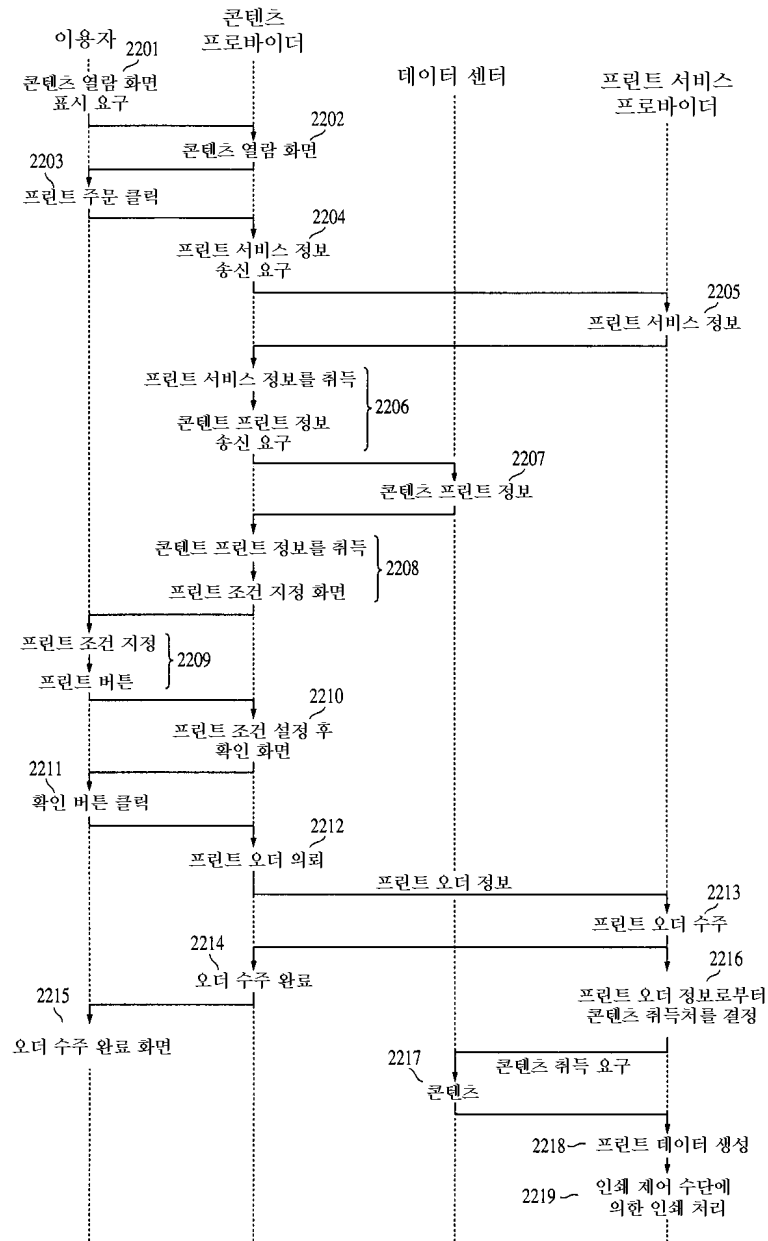 이용자
콘텐츠
프로바이더
데이터 센터
프린트 서비스
프로바이더
2201
콘텐츠 열람 화면
표시 요구
2202
콘텐츠 열람 화면
2203
프린트 주문 클릭
2204
프린트 서비스 정보
송신 요구
2205
프린트 서비스 정보
프린트 서비스 정보를 취득
2206
콘텐트 프린트 정보
송신 요구
2207
콘텐츠 프린트 정보
콘텐트 프린트 정보를 취득
2208
프린트 조건 지정 화면
프린트 조건 지정
2209
프린트 버튼
2210
프린트 조건 설정 후
확인 화면
2211
확인 버튼 클릭
2212
프린트 오더 의뢰
프린트 오더 정보
2213
프린트 오더 수주
2214
오더 수주 완료
2215
오더 수주 완료 화면
2216
프린트 오더 정보로부터
콘텐츠 취득처를 결정
콘텐츠 취득 요구
2217
콘텐츠
2218 프린트 데이터 생성
2219 인쇄 제어 수단에
의한 인쇄 처리